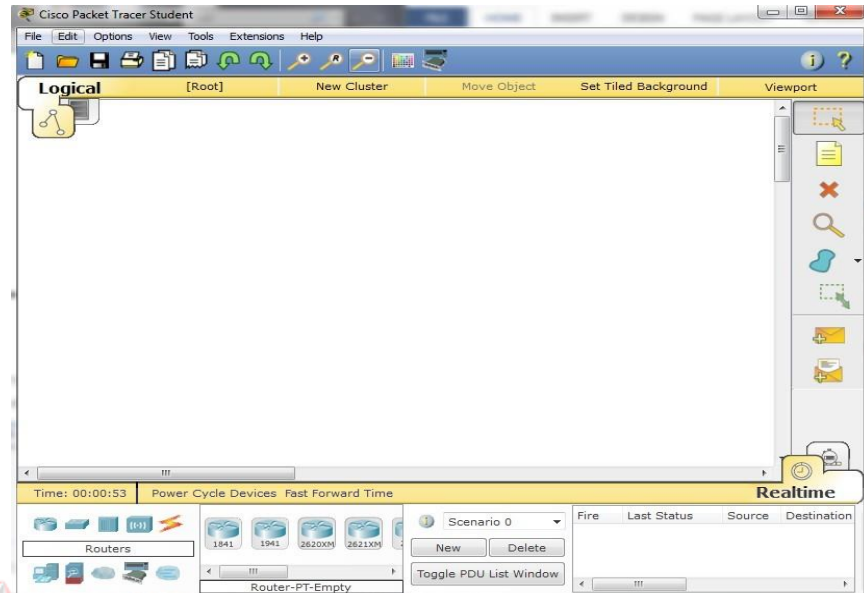 Cisco Packet Tracer Student
File Edit Options View Tools Extensions Help
Logical [Root] New Cluster Move Object Set Tiled Background Viewport
Time: 00:00:53 Power Cycle Devices Fast Forward Time Realtime
Routers
1841 1941 2620XM 2621XM
Router-PT-Empty
Scenario 0
New Delete
Toggle PDU List Window
Fire Last Status Source Destination